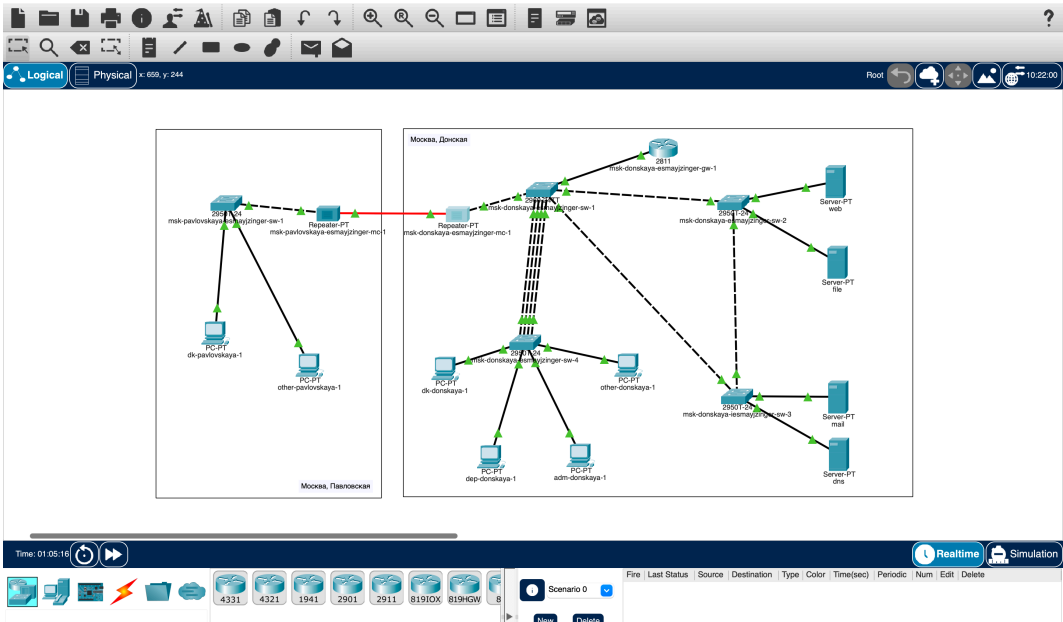 ?
Logical
Physical
x: 659, y: 244
Root
10:22:00
Москва, Донская
2811
msk-donskaya-esmayjzinger-gw-1
2950T-24
msk-pavlovskaya-esmayjzinger-sw-1
Repeater-PT
msk-pavlovskaya-esmayjzinger-mc-1
Repeater-PT
msk-donskaya-esmayjzinger-mc-1
msk-donskaya-esmayjzinger-sw-1
2950T-24
msk-donskaya-esmayjzinger-sw-2
Server-PT
web
Server-PT
file
PC-PT
dk-pavlovskaya-1
PC-PT
other-pavlovskaya-1
2950T-24
msk-donskaya-esmayjzinger-sw-4
PC-PT
dk-donskaya-1
PC-PT
other-donskaya-1
2950T-24
msk-donskaya-iesmayjzinger-sw-3
Server-PT
mail
Server-PT
dns
PC-PT
dep-donskaya-1
PC-PT
adm-donskaya-1
Москва, Павловская
Time: 01:05:16
Realtime
Simulation
4331
4321
1941
2901
2911
819IOX
819HGW
8
Scenario 0
New
Delete
Fire Last Status Source Destination Type Color Time(sec) Periodic Num Edit Delete